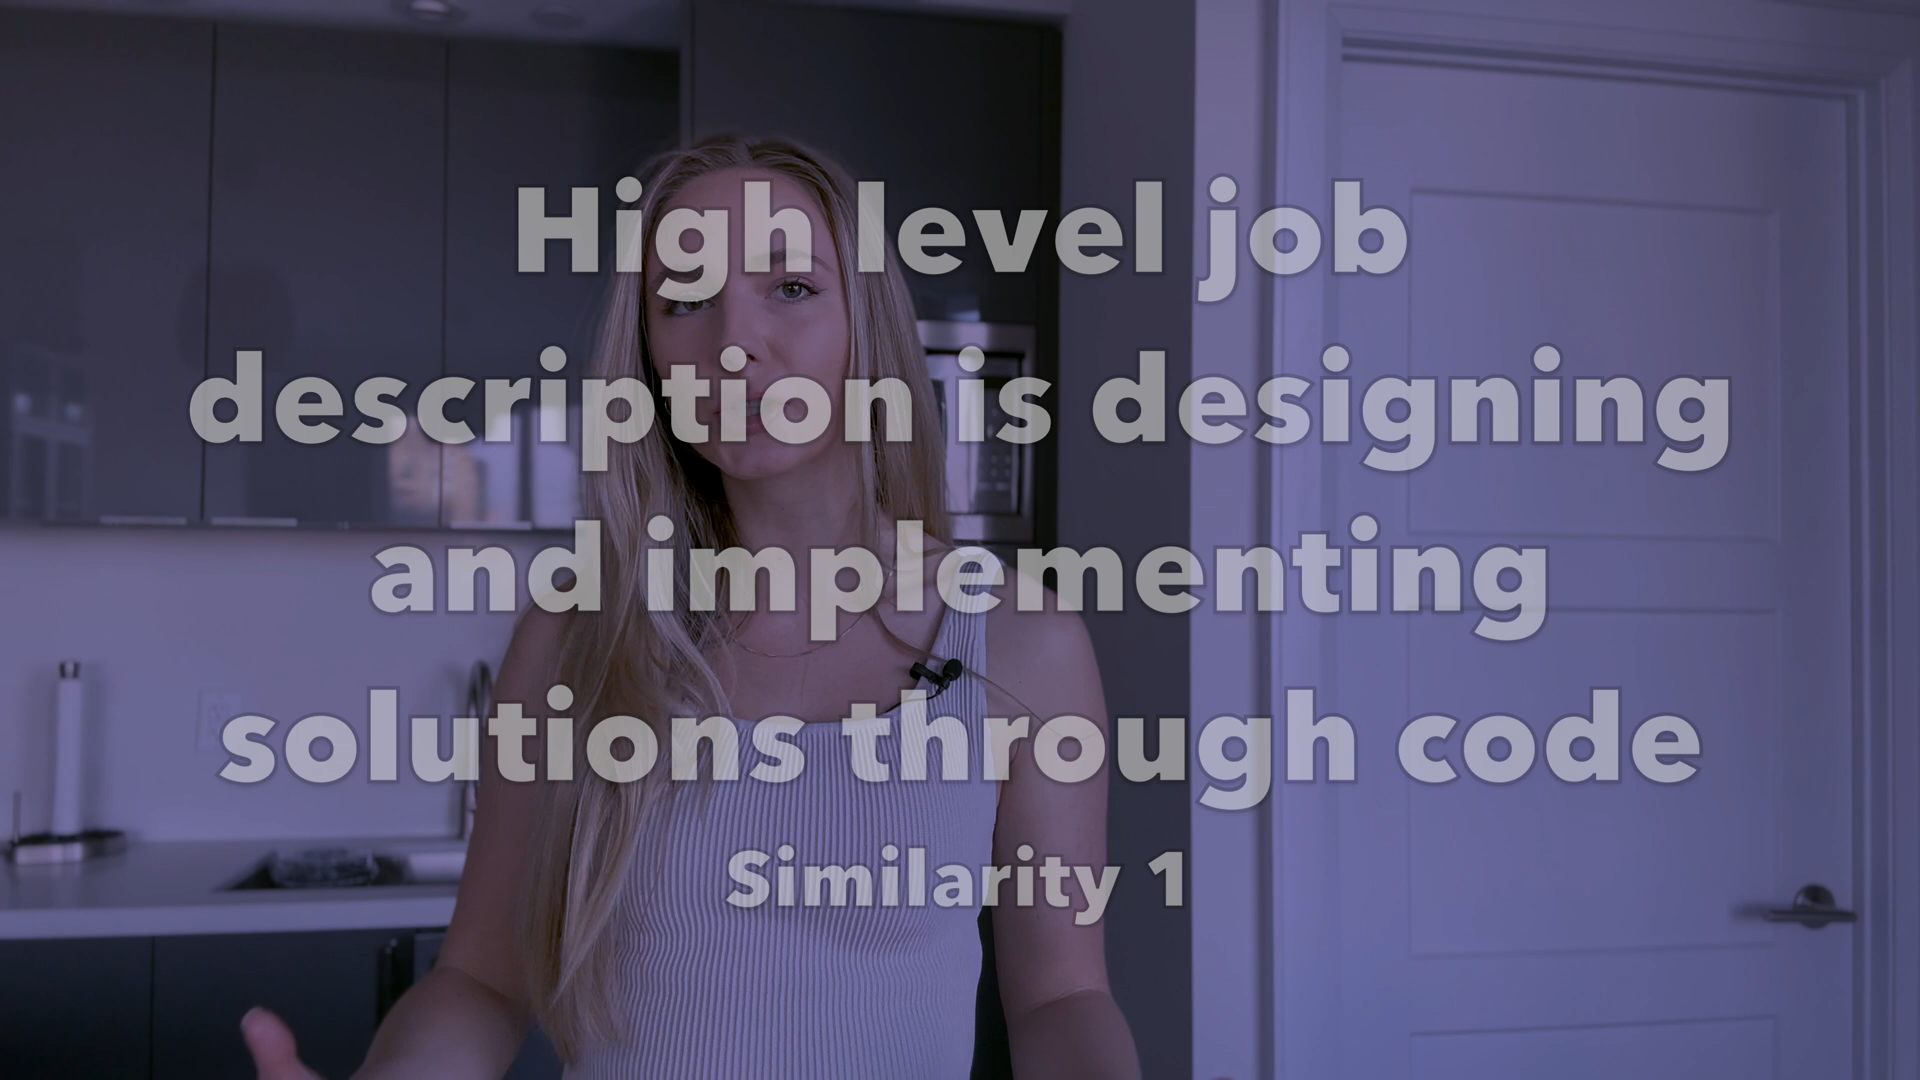 High level job
description is designing
and implementing
solutions through code
Similarity 1